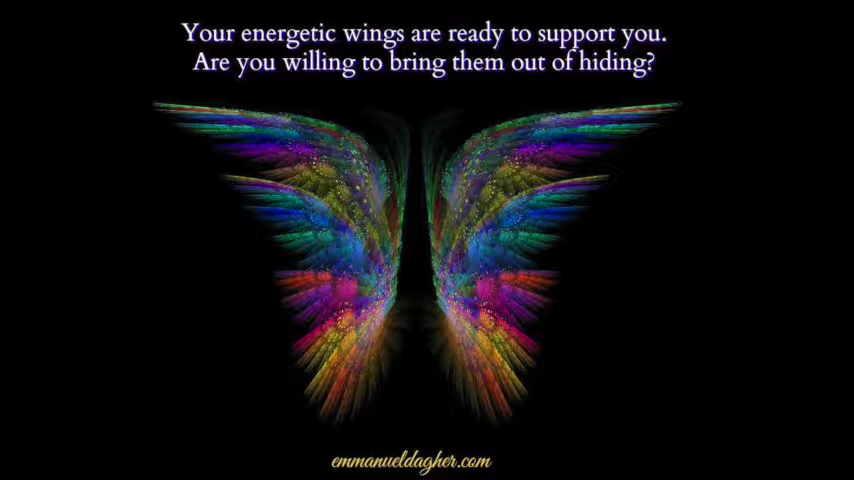 Your energetic wings are ready to support you.
Are you willing to bring them out of hiding?
emmanueldagher.com